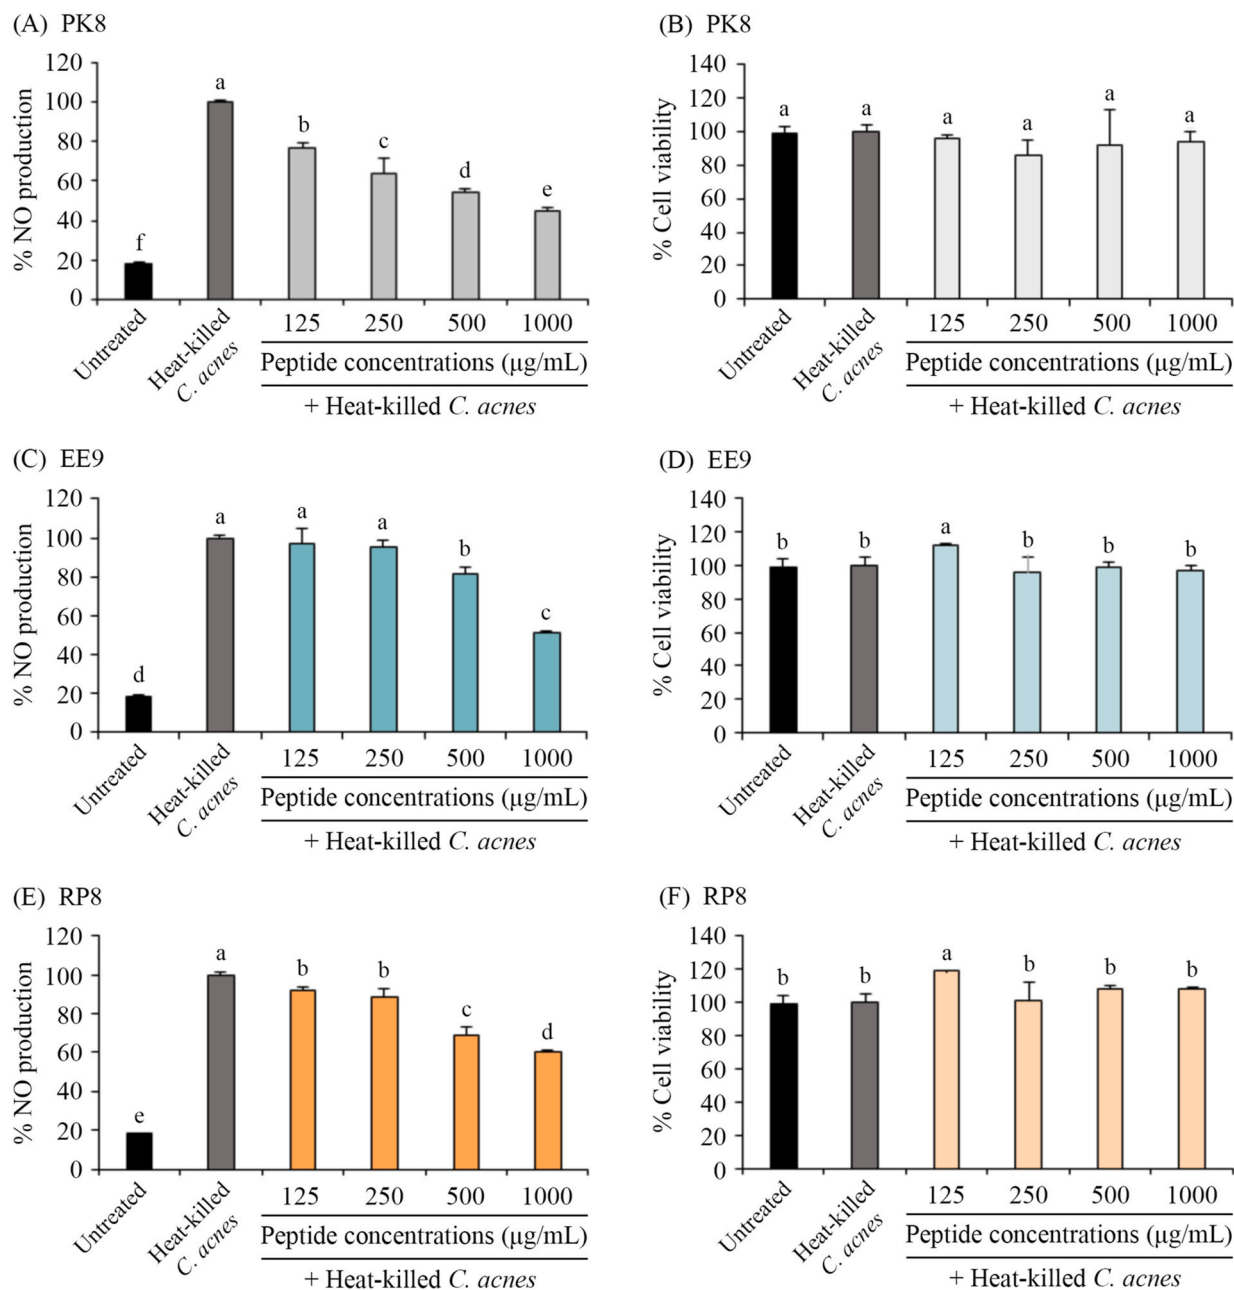 (A) PK8
% NO production
120
100
80
60
40
20
0
f
a
b
c
d
e
Untreated
Heat-killed
C. acnes
125 250 500 1000
Peptide concentrations (μg/mL)
+ Heat-killed C. acnes
(B) PK8
% Cell viability
140
120
100
80
60
40
20
0
a
a
a
a
a
a
Untreated
Heat-killed
C. acnes
125 250 500 1000
Peptide concentrations (μg/mL)
+ Heat-killed C. acnes
(C) EE9
% NO production
120
100
80
60
40
20
0
d
a
a
a
b
c
Untreated
Heat-killed
C. acnes
125 250 500 1000
Peptide concentrations (μg/mL)
+ Heat-killed C. acnes
(D) EE9
% Cell viability
140
120
100
80
60
40
20
0
b
b
a
b
b
b
Untreated
Heat-killed
C. acnes
125 250 500 1000
Peptide concentrations (μg/mL)
+ Heat-killed C. acnes
(E) RP8
% NO production
120
100
80
60
40
20
0
e
a
b
b
c
d
Untreated
Heat-killed
C. acnes
125 250 500 1000
Peptide concentrations (μg/mL)
+ Heat-killed C. acnes
(F) RP8
% Cell viability
140
120
100
80
60
40
20
0
b
b
a
b
b
b
Untreated
Heat-killed
C. acnes
125 250 500 1000
Peptide concentrations (μg/mL)
+ Heat-killed C. acnes